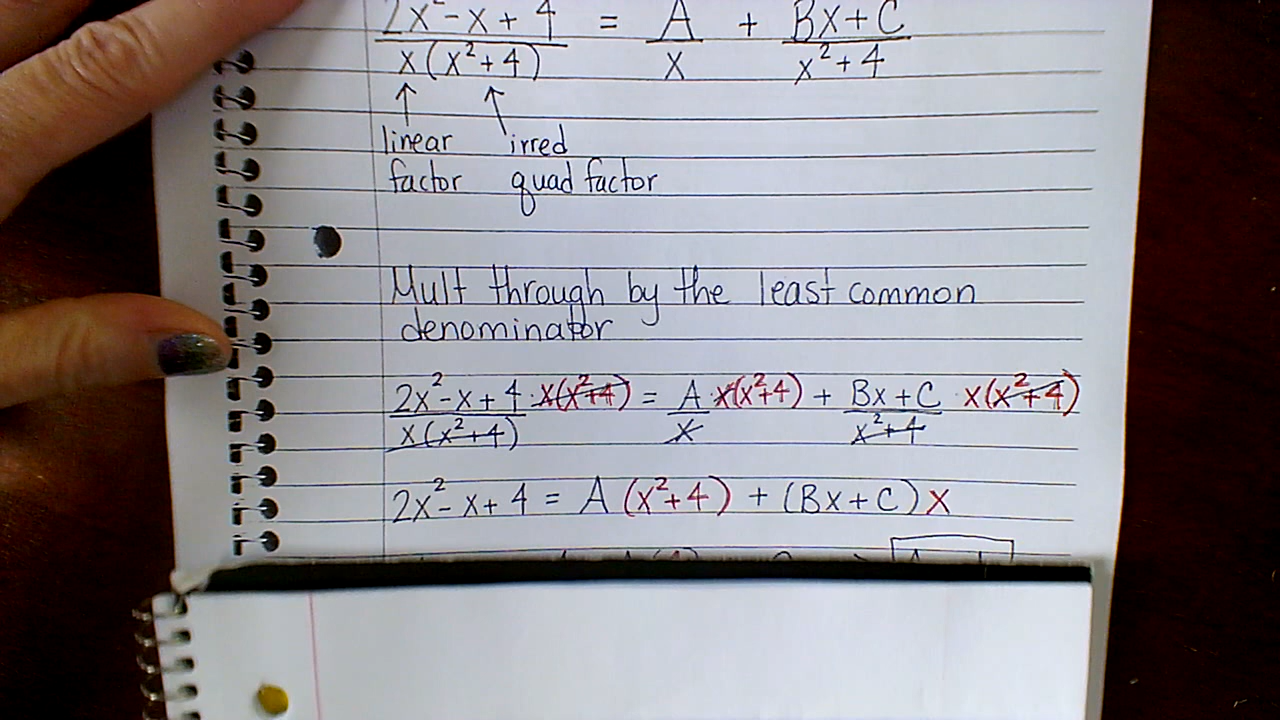 2x²-x+4 / x(x²+4) = A / x + Bx+C / x²+4
linear irred
factor quad factor
Mult through by the least common
denominator
2x²-x+4 / x(x²+4) · x(x²+4) = A / x · x(x²+4) + Bx+C / x²+4 x(x²+4)
2x²-x+4 = A(x²+4) + (Bx+C)x